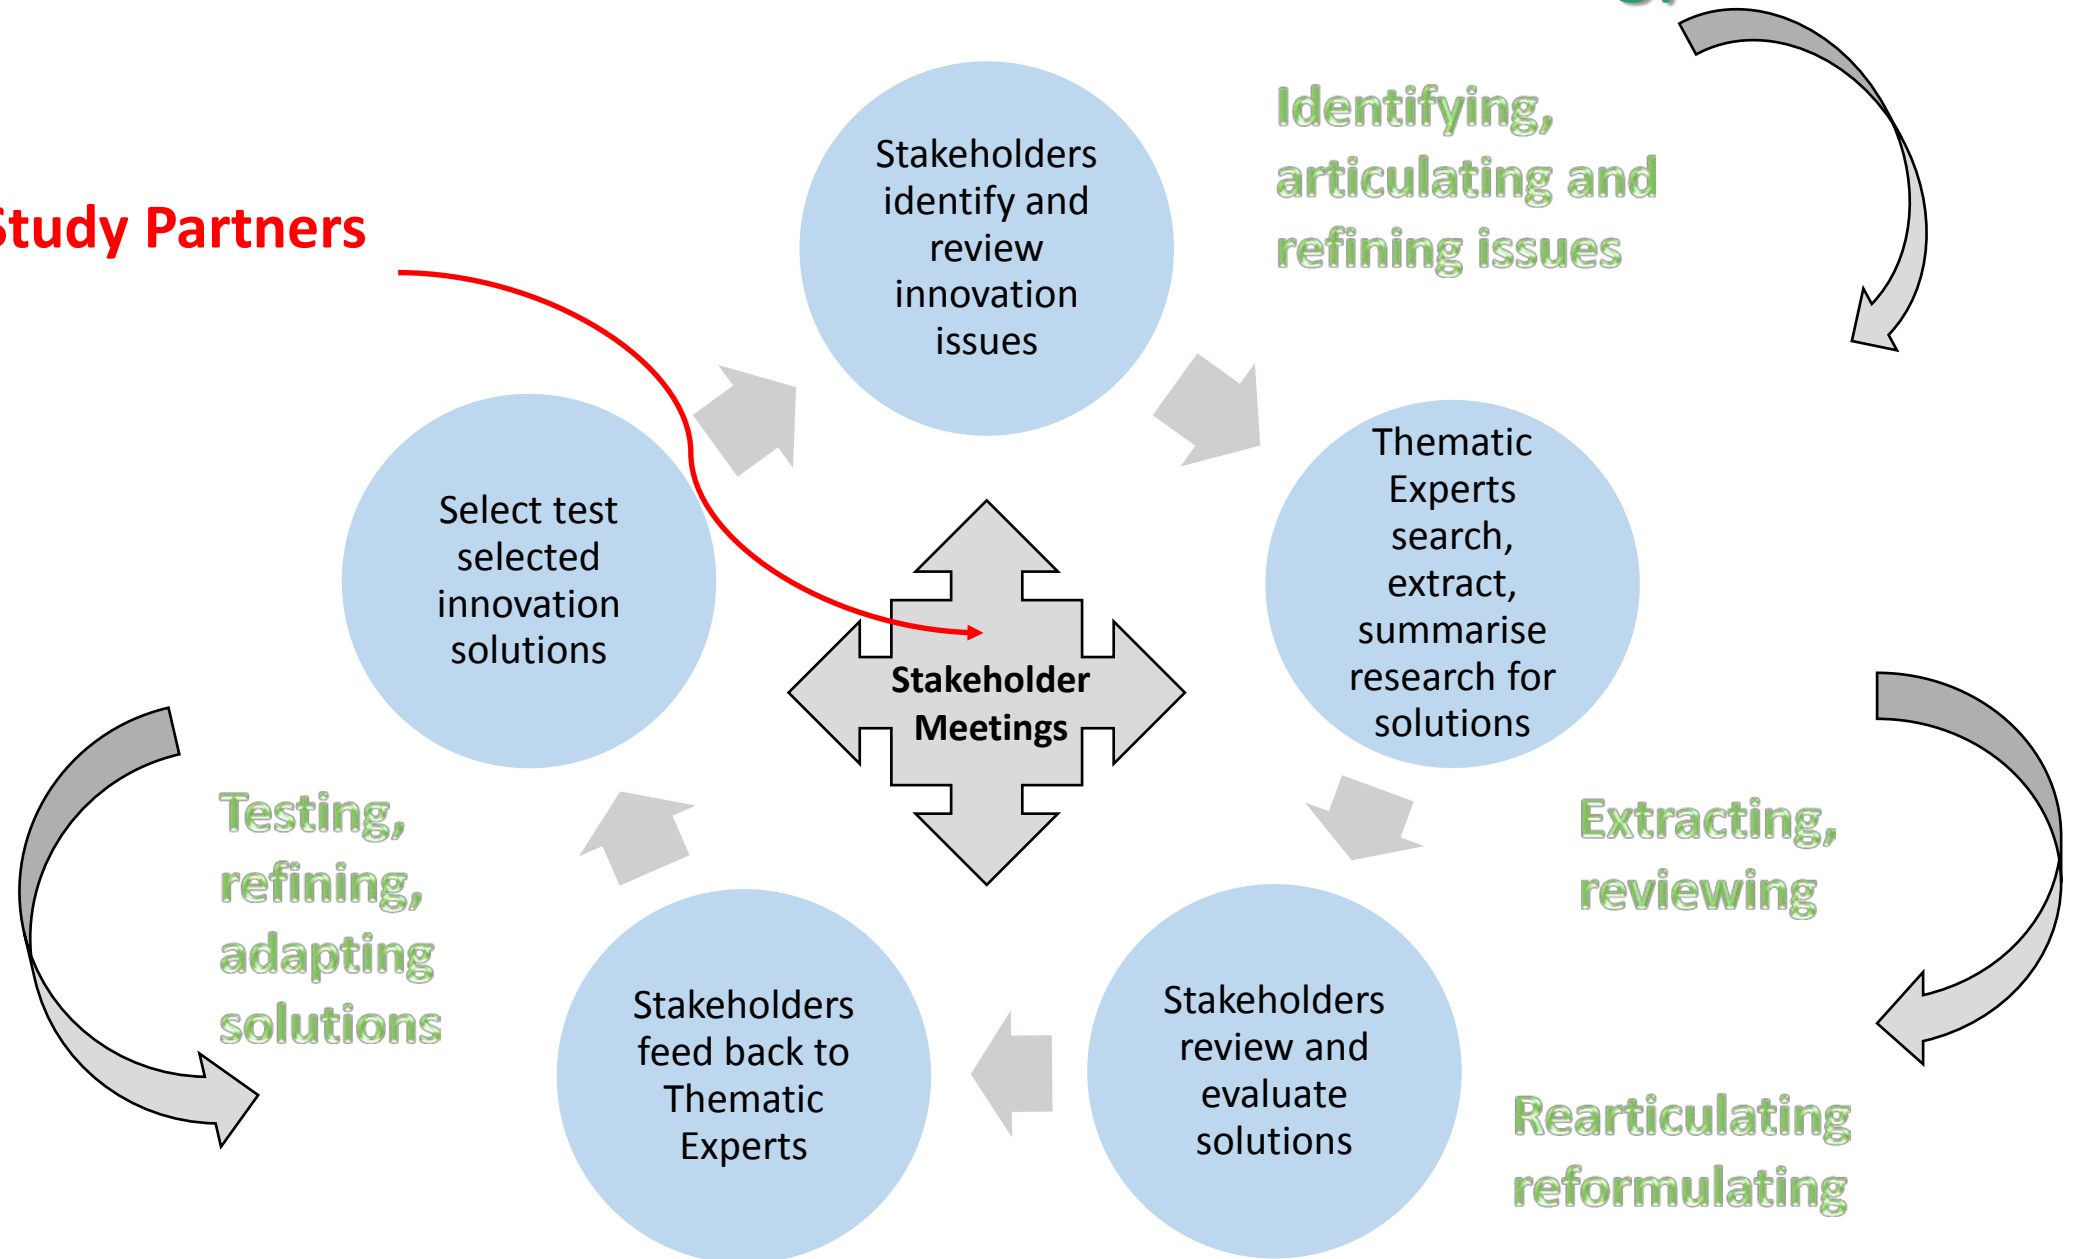 Identifying,
articulating and
refining issues
Study Partners
Stakeholders
identify and
review
innovation
issues
Thematic
Experts
search,
extract,
summarise
research for
solutions
Select test
selected
innovation
solutions
Stakeholder
Meetings
Testing,
refining,
adapting
solutions
Extracting,
reviewing
Stakeholders
feed back to
Thematic
Experts
Stakeholders
review and
evaluate
solutions
Rearticulating
reformulating